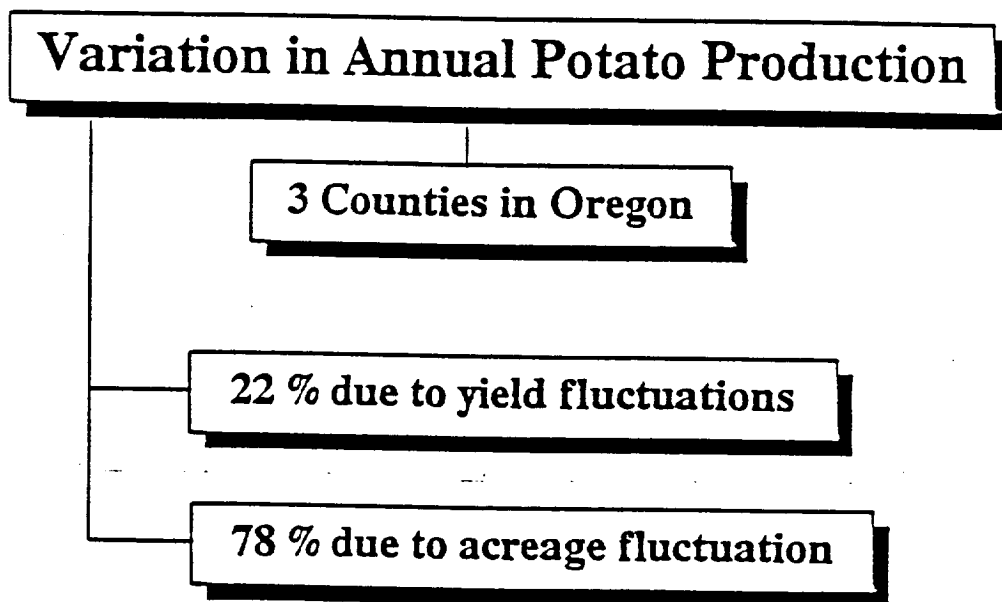 Variation in Annual Potato Production
3 Counties in Oregon
22 % due to yield fluctuations
78 % due to acreage fluctuation